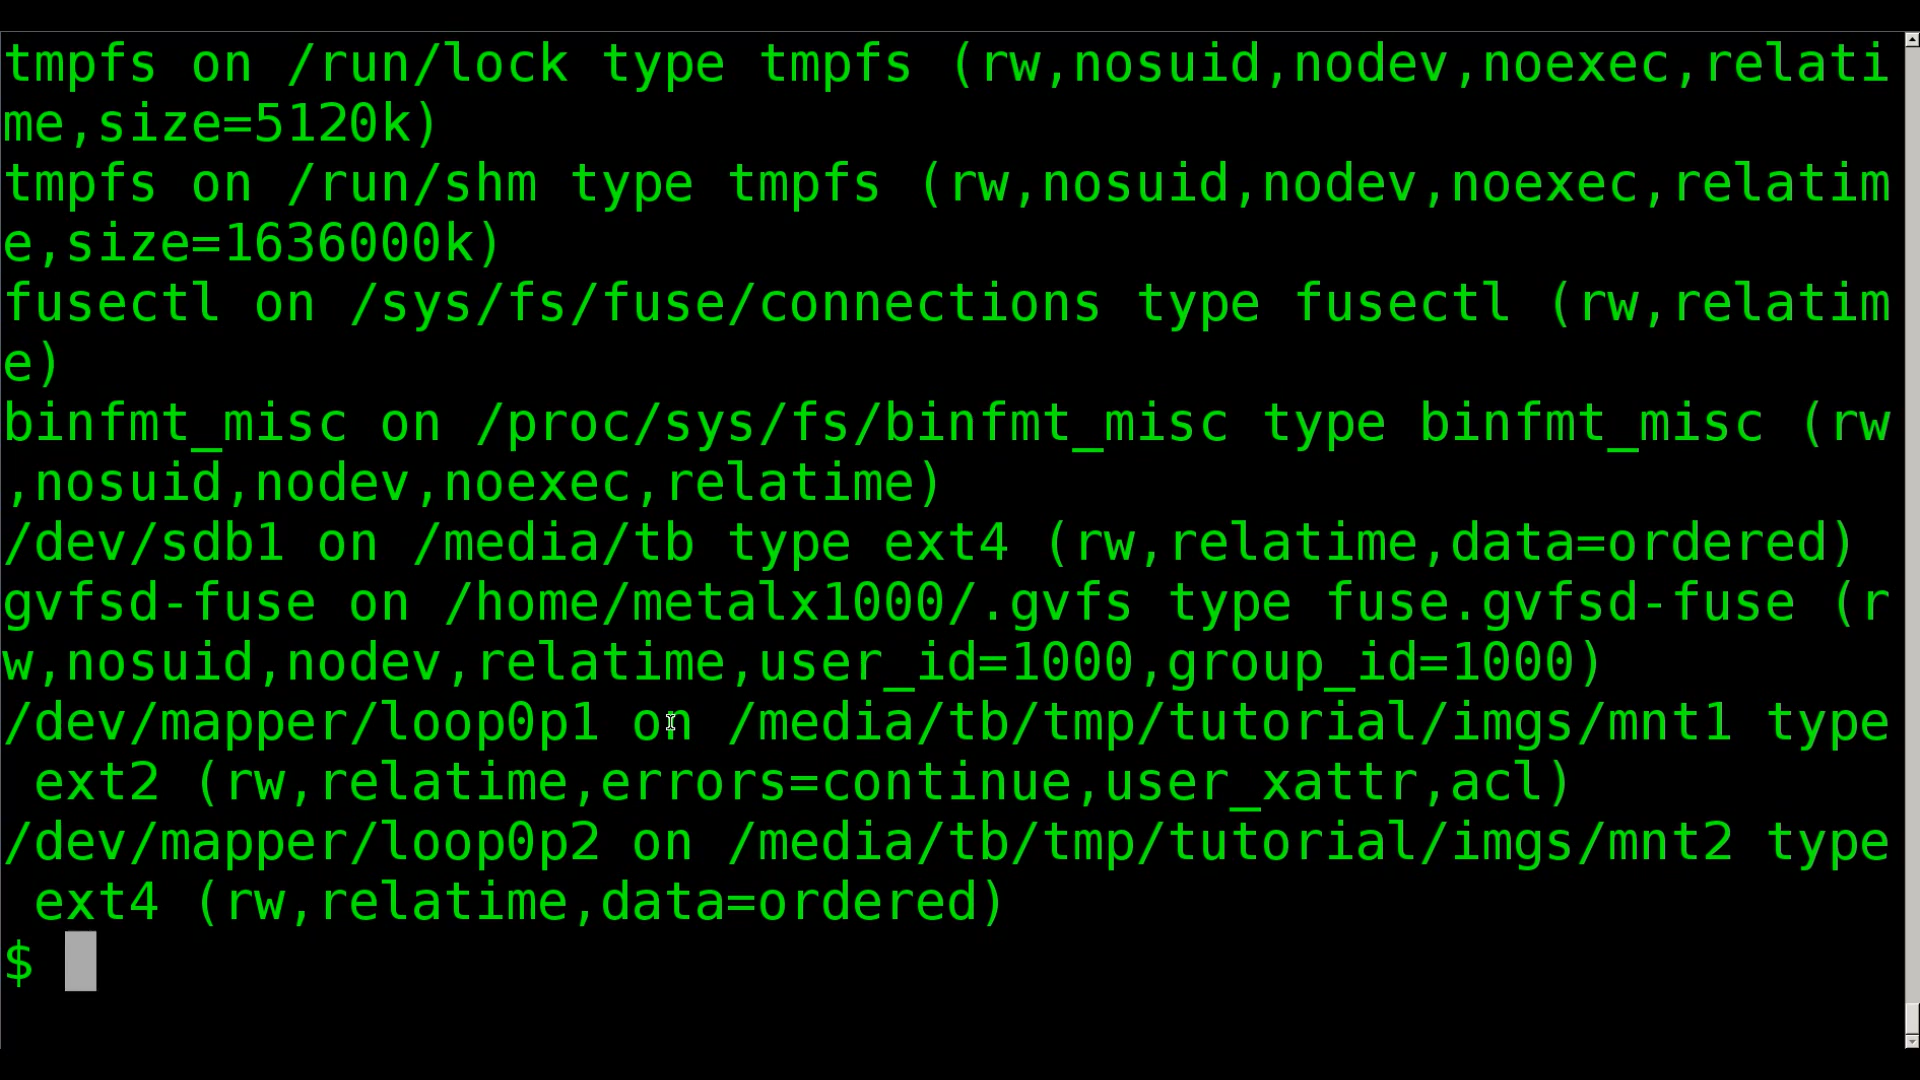 tmpfs on /run/lock type tmpfs (rw,nosuid,nodev,noexec,relati
me,size=5120k)
tmpfs on /run/shm type tmpfs (rw,nosuid,nodev,noexec,relatim
e,size=1636000k)
fusectl on /sys/fs/fuse/connections type fusectl (rw,relatim
e)
binfmt_misc on /proc/sys/fs/binfmt_misc type binfmt_misc (rw
,nosuid,nodev,noexec,relatime)
/dev/sdb1 on /media/tb type ext4 (rw,relatime,data=ordered)
gvfsd-fuse on /home/metalx1000/.gvfs type fuse.gvfsd-fuse (r
w,nosuid,nodev,relatime,user_id=1000,group_id=1000)
/dev/mapper/loop0p1 on /media/tb/tmp/tutorial/imgs/mnt1 type
 ext2 (rw,relatime,errors=continue,user_xattr,acl)
/dev/mapper/loop0p2 on /media/tb/tmp/tutorial/imgs/mnt2 type
 ext4 (rw,relatime,data=ordered)
$